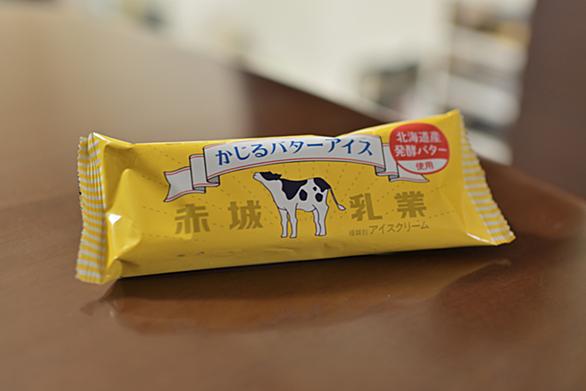 かじるバターアイス
北海道産
発酵バター
使用
赤城 乳業
種類別 アイスクリーム